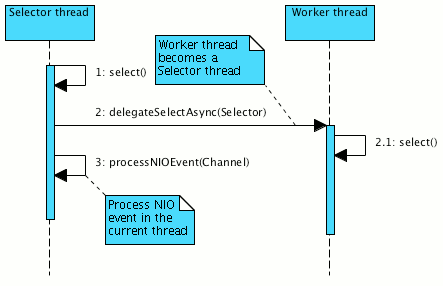 Selector thread
Worker thread
Worker thread
becomes a
Selector thread
1: select()
2: delegateSelectAsync(Selector)
2.1: select()
3: processNIOEvent(Channel)
Process NIO
event in the
current thread